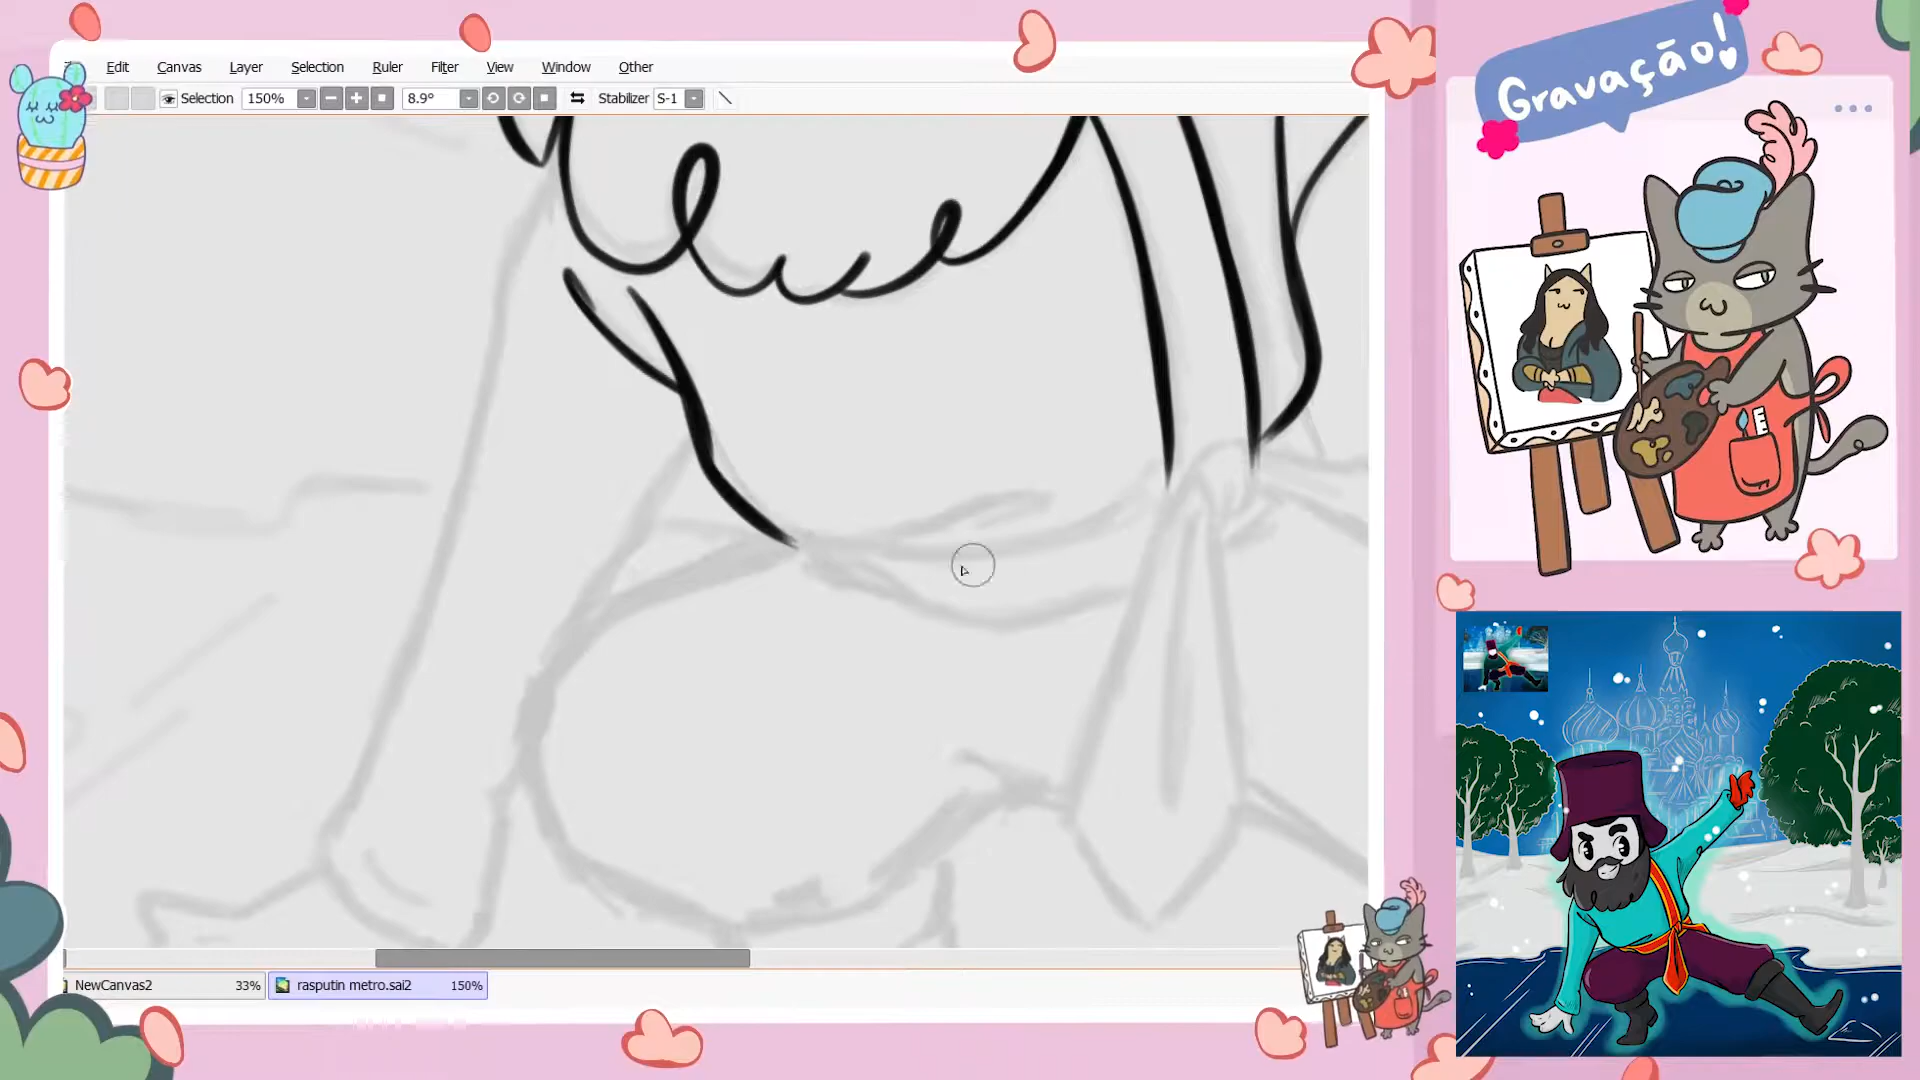 Gravação!
Edit Canvas Layer Selection Ruler Filter View Window Other
Selection 150% 8.9° Stabilizer S-1
NewCanvas2 33% rasputin metro.sai2 150%